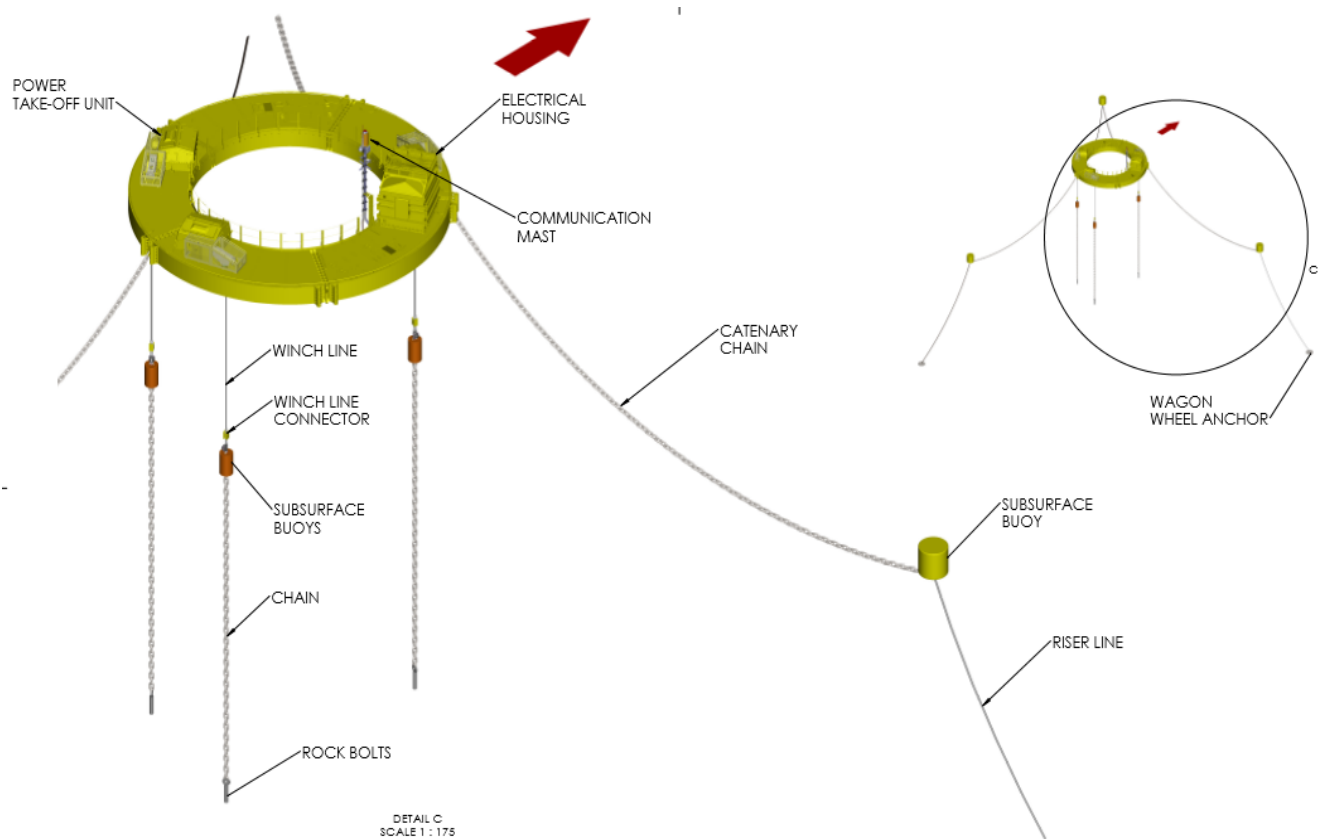 POWER
TAKE-OFF UNIT
ELECTRICAL
HOUSING
COMMUNICATION
MAST
WINCH LINE
WINCH LINE
CONNECTOR
SUBSURFACE
BUOYS
CHAIN
ROCK BOLTS
DETAIL C
SCALE 1 : 175
CATENARY
CHAIN
SUBSURFACE
BUOY
RISER LINE
C
WAGON
WHEEL ANCHOR